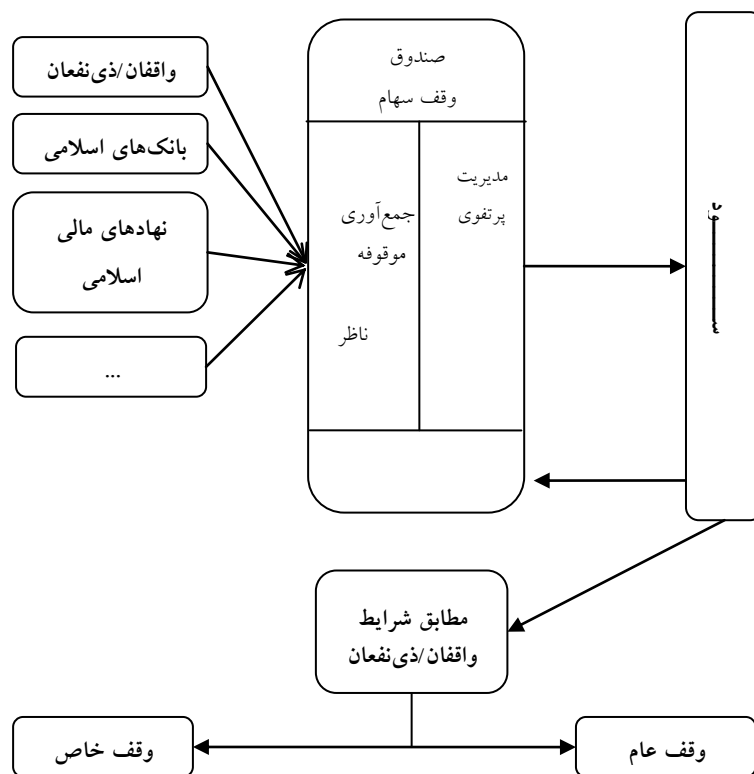 واقفان/ذی‌نفعان
بانک‌های اسلامی
نهادهای مالی
اسلامی
...
صندوق
وقف سهام
مدیریت
پرتفوی
جمع‌آوری
موقوفه
ناظر
ســــــــود
مطابق شرایط
واقفان/ذی‌نفعان
وقف عام
وقف خاص